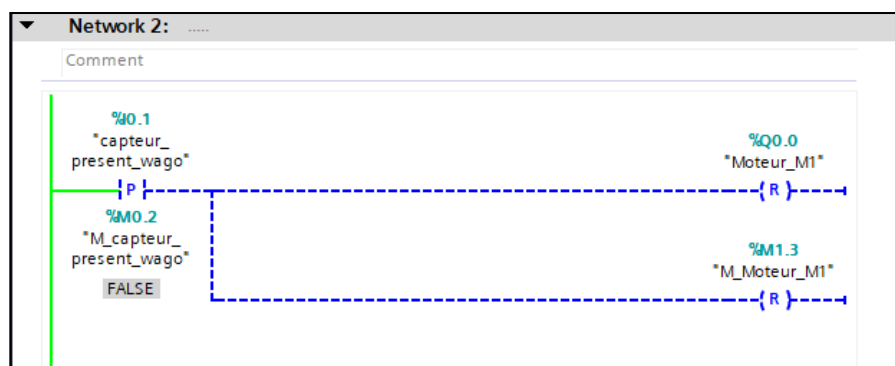 Network 2: .....
Comment
%I0.1
"capteur_
present_wago"
P
%M0.2
"M_capteur_
present_wago"
FALSE
%Q0.0
"Moteur_M1"
R
%M1.3
"M_Moteur_M1"
R